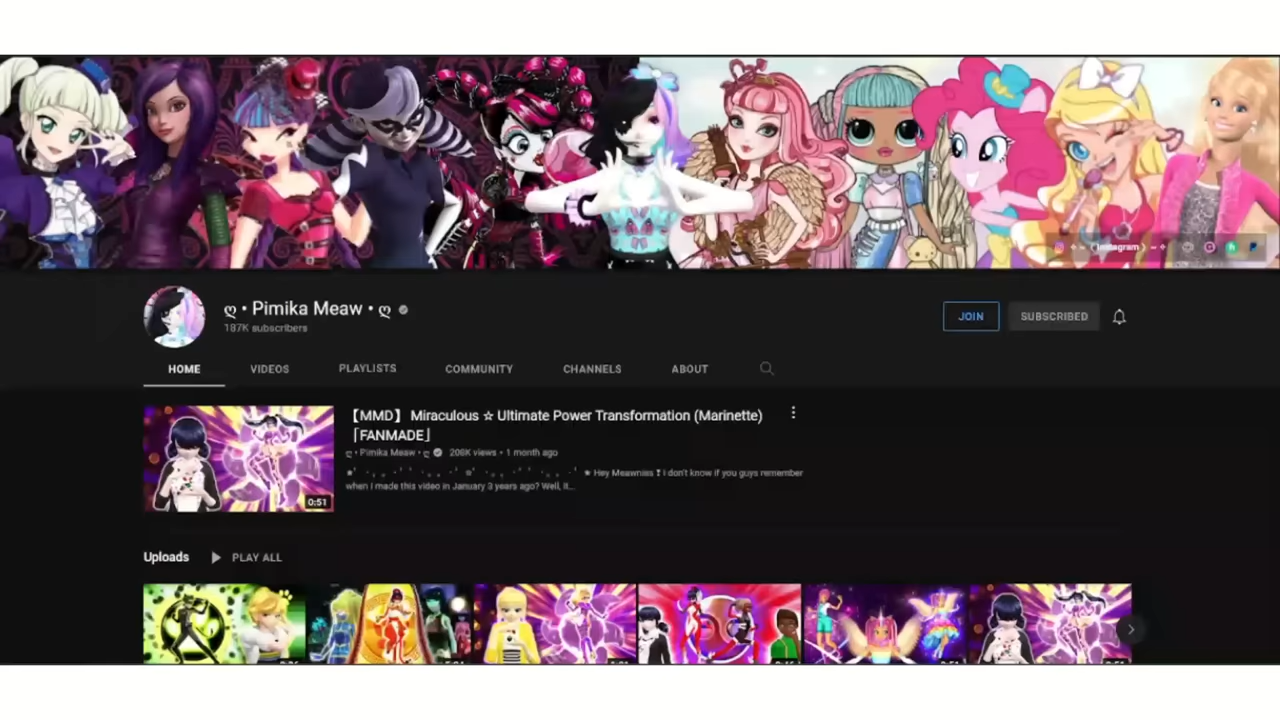 ( Instagram )
ღ • Pimika Meaw • ღ
187K subscribers
JOIN
SUBSCRIBED
HOME
VIDEOS
PLAYLISTS
COMMUNITY
CHANNELS
ABOUT
【MMD】 Miraculous ☆ Ultimate Power Transformation (Marinette)
「FANMADE」
ღ • Pimika Meaw • ღ 208K views • 1 month ago
Hey Meawniss ❢ I don't know if you guys remember
when I made this video in January 3 years ago? Well, it...
0:51
Uploads
PLAY ALL